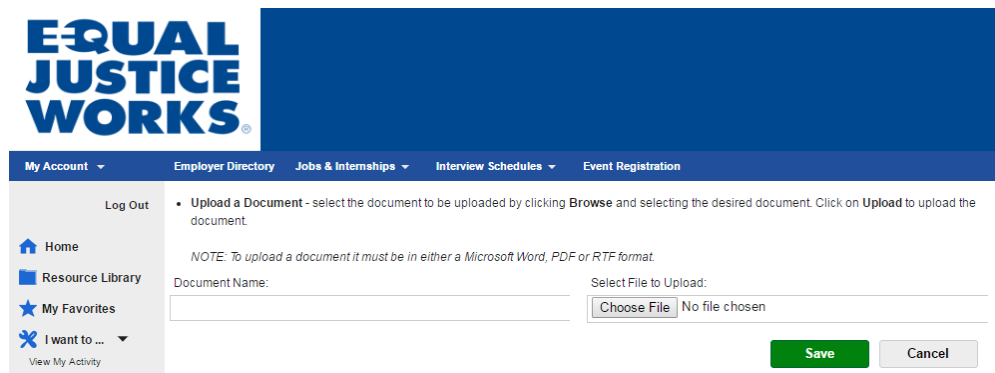 EQUAL
JUSTICE
WORKS®
My Account Employer Directory Jobs & Internships Interview Schedules Event Registration
Log Out
Home
Resource Library
My Favorites
I want to ...
View My Activity
• Upload a Document - select the document to be uploaded by clicking Browse and selecting the desired document. Click on Upload to upload the
document.
NOTE: To upload a document it must be in either a Microsoft Word, PDF or RTF format.
Document Name: Select File to Upload:
Choose File No file chosen
Save Cancel